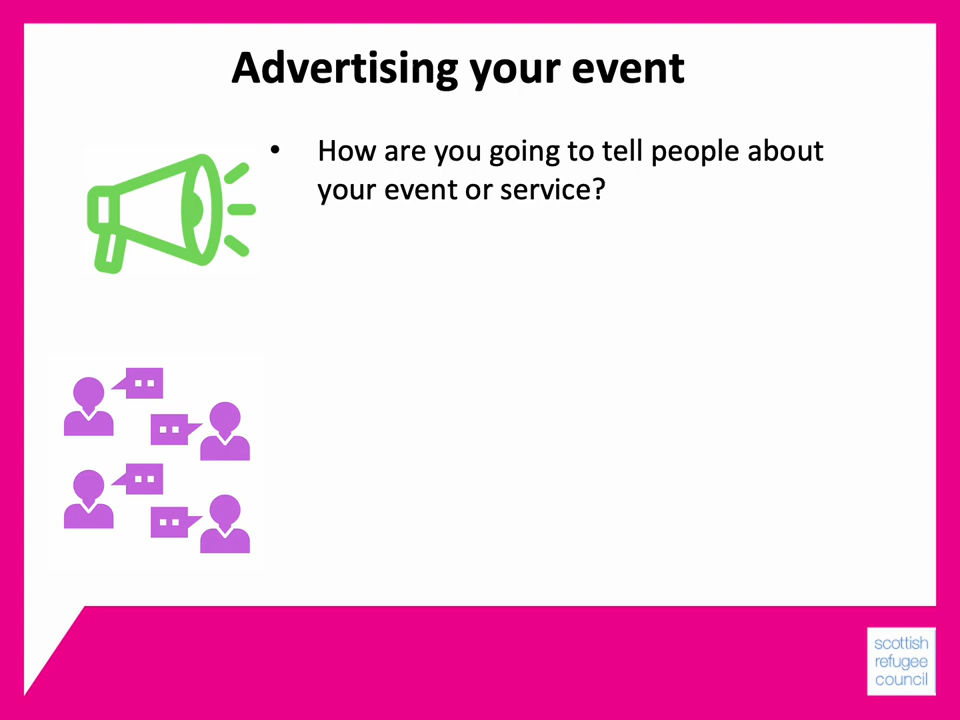 Advertising your event
• How are you going to tell people about
your event or service?
scottish
refugee
council